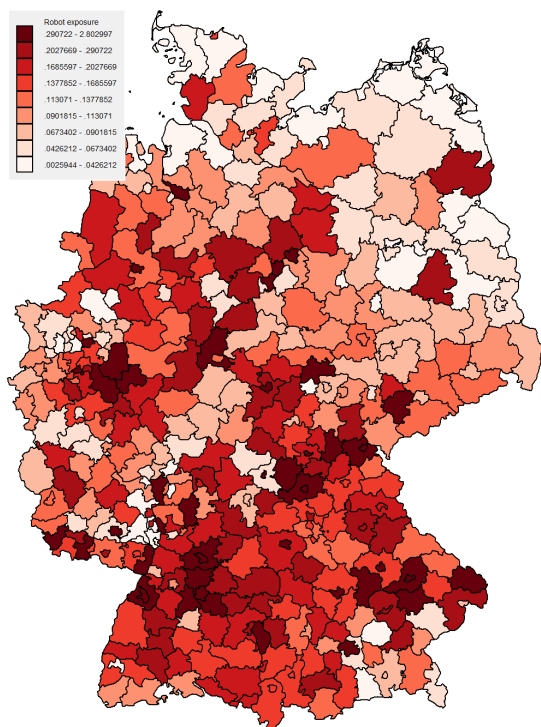 Robot exposure
.290722 - 2.802997
.2027669 - .290722
.1685597 - .2027669
.1377852 - .1685597
.113071 - .1377852
.0901815 - .113071
.0673402 - .0901815
.0426212 - .0673402
.0025944 - .0426212